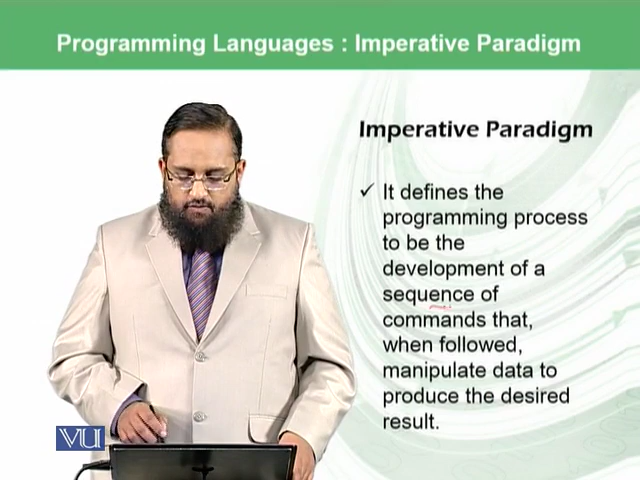 Programming Languages : Imperative Paradigm
Imperative Paradigm
✓ It defines the
programming process
to be the
development of a
sequence of
commands that,
when followed,
manipulate data to
produce the desired
result.
VU